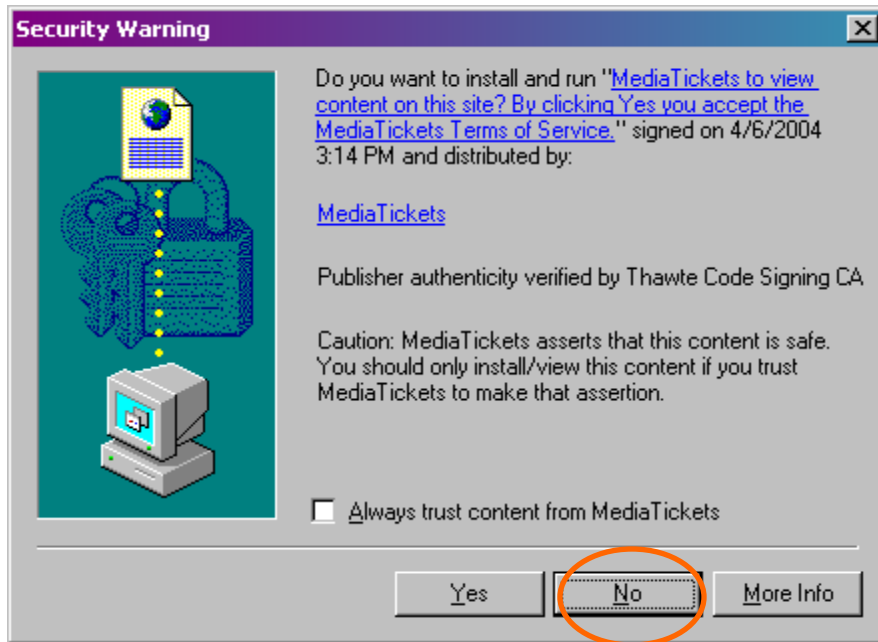 Security Warning
Do you want to install and run "MediaTickets to view
content on this site? By clicking Yes you accept the
MediaTickets Terms of Service." signed on 4/6/2004
3:14 PM and distributed by:
MediaTickets
Publisher authenticity verified by Thawte Code Signing CA
Caution: MediaTickets asserts that this content is safe.
You should only install/view this content if you trust
MediaTickets to make that assertion.
Always trust content from MediaTickets
Yes No More Info